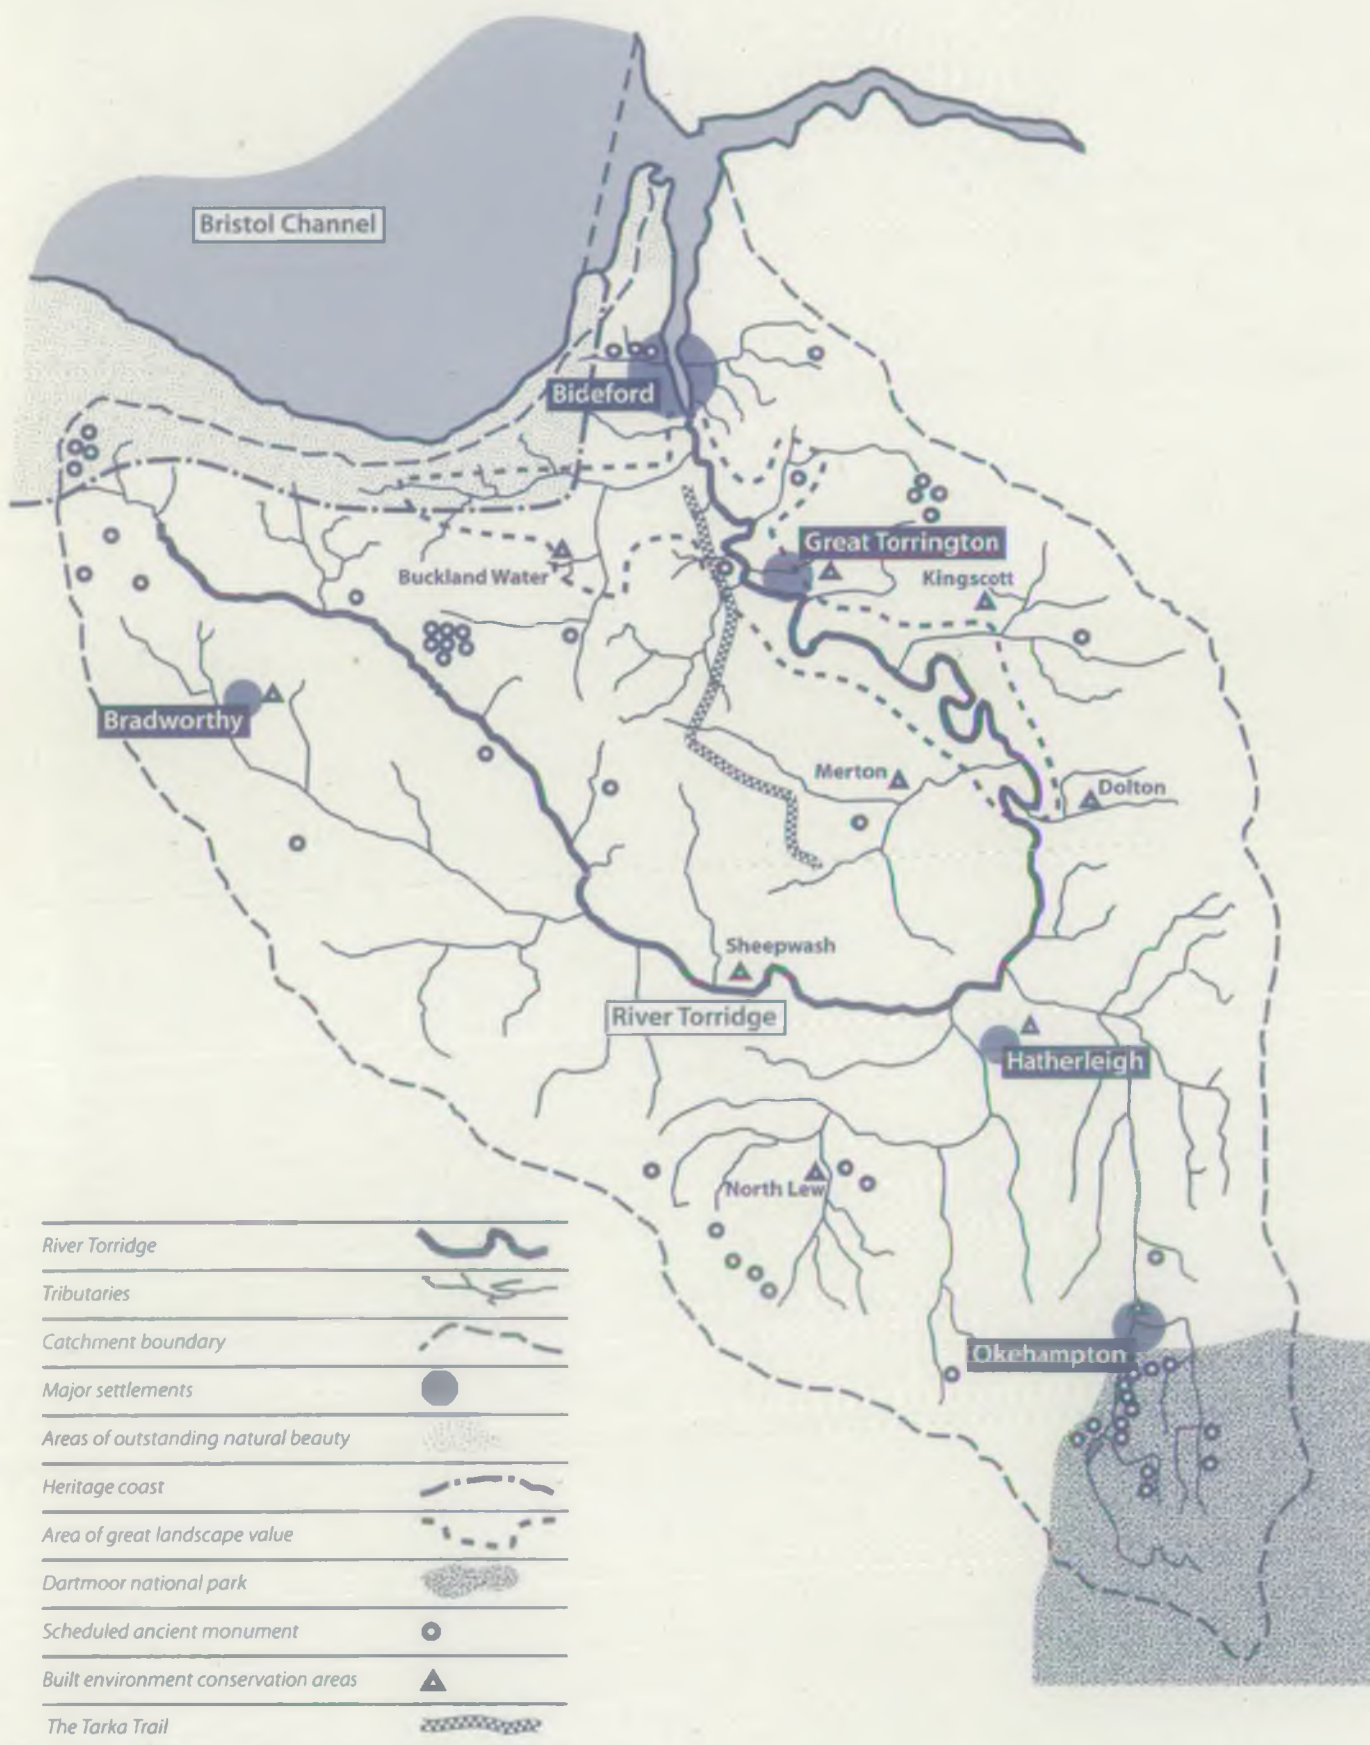 Bristol Channel
Bideford
Great Torrington
Kingscott
Buckland Water
Bradworthy
Merton
Dolton
Sheepwash
River Torridge
Hatherleigh
North Lew
Okehampton
River Torridge
Tributaries
Catchment boundary
Major settlements
Areas of outstanding natural beauty
Heritage coast
Area of great landscape value
Dartmoor national park
Scheduled ancient monument
Built environment conservation areas
The Tarka Trail